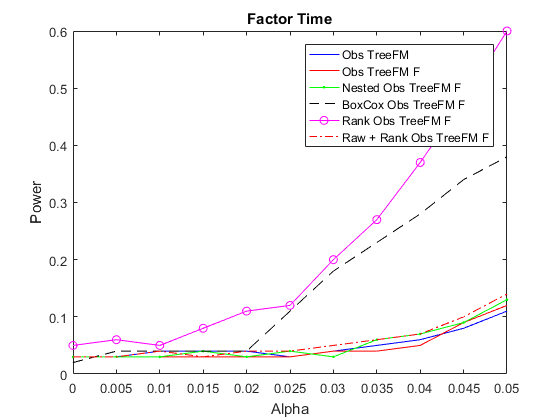 Factor Time
0.6
0.5
0.4
0.3
0.2
0.1
0
Power
Obs TreeFM
Obs TreeFM F
Nested Obs TreeFM F
BoxCox Obs TreeFM F
Rank Obs TreeFM F
Raw + Rank Obs TreeFM F
0 0.005 0.01 0.015 0.02 0.025 0.03 0.035 0.04 0.045 0.05
Alpha